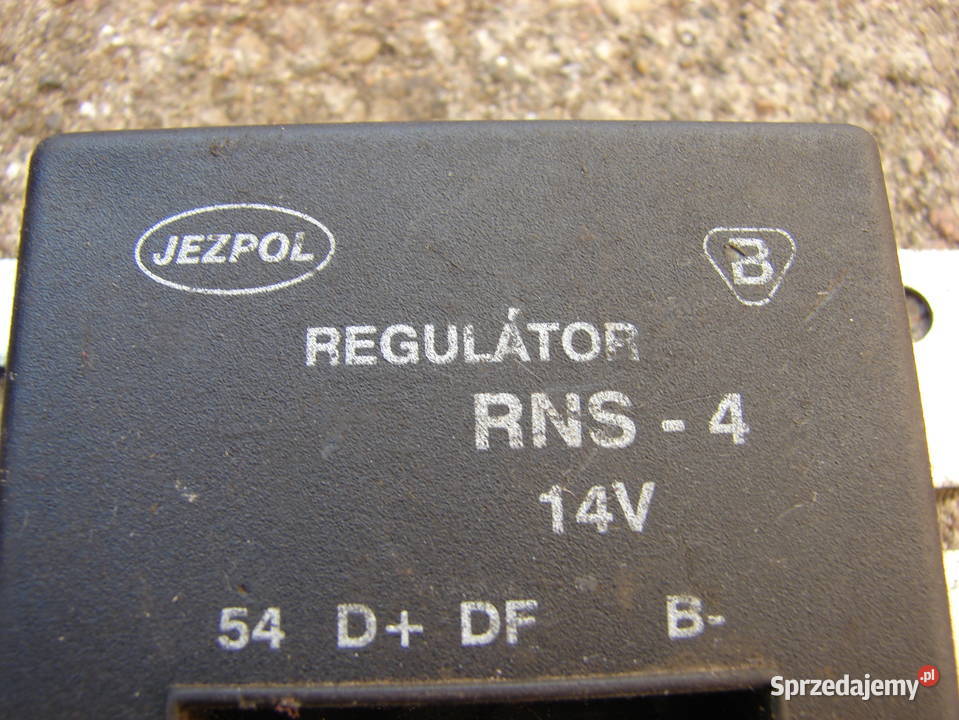 JEZPOL B
REGULÁTOR
RNS - 4
14V
54 D+ DF B-
Sprzedajemy.pl